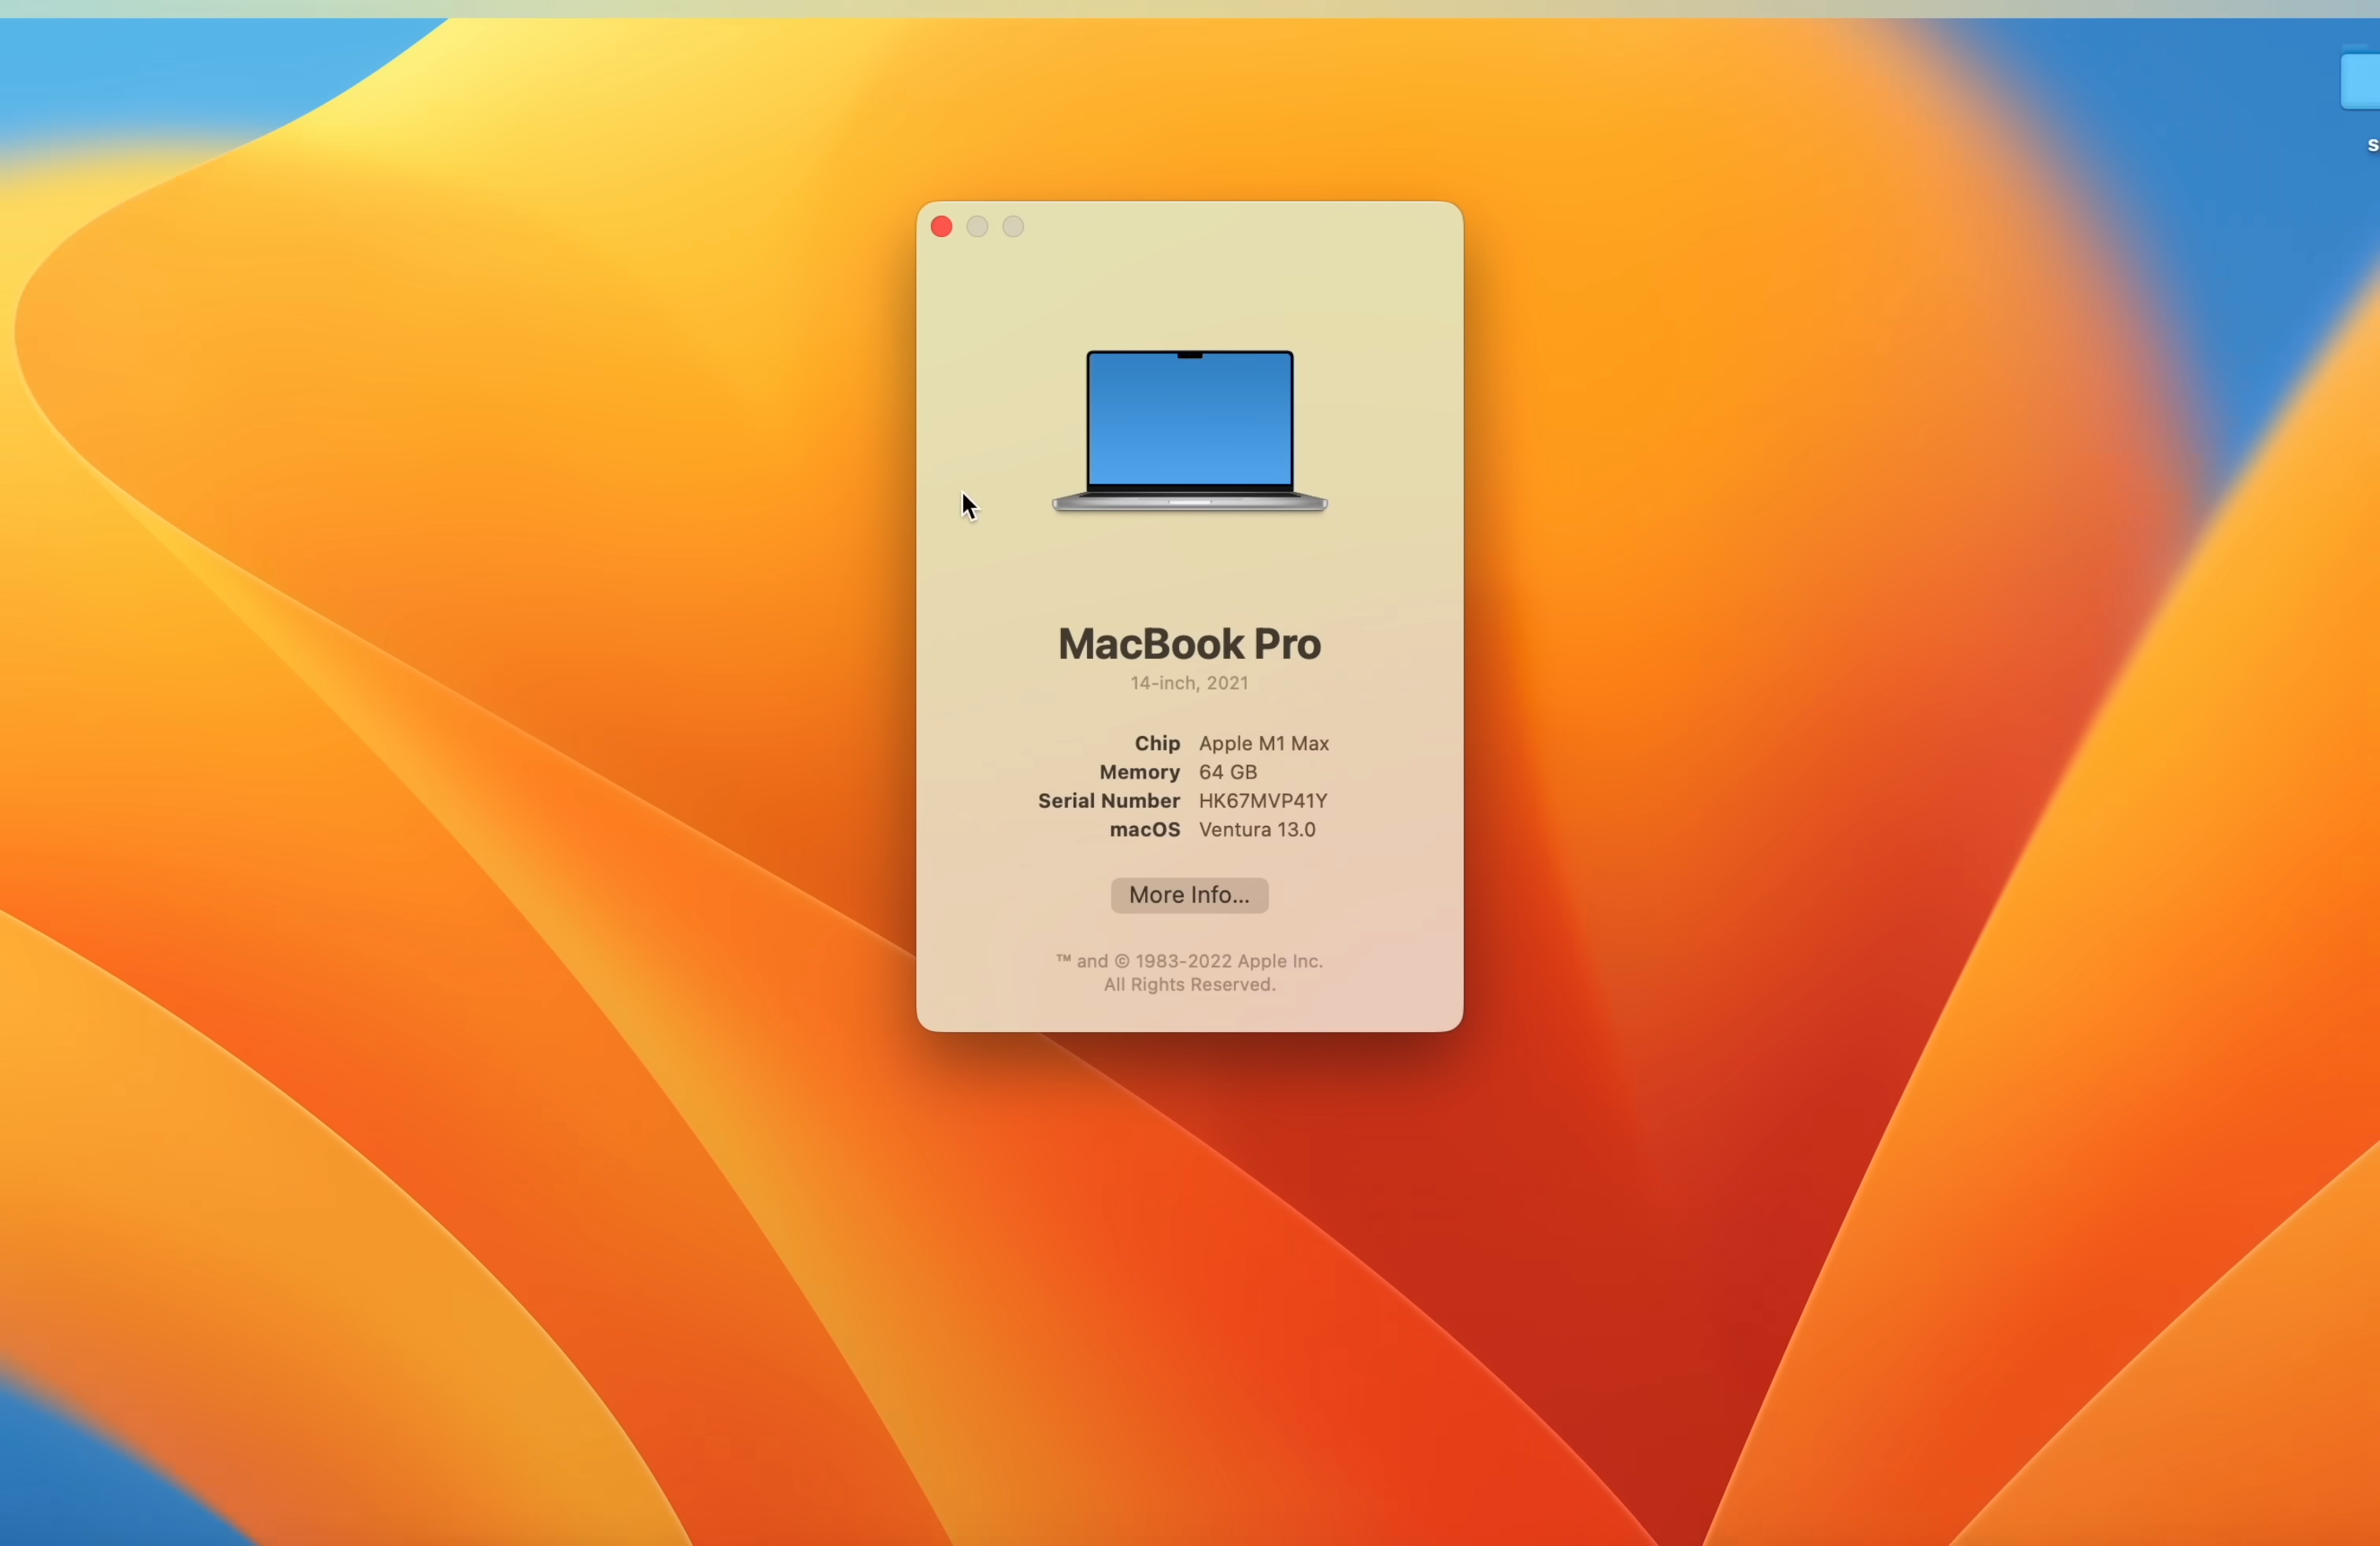 MacBook Pro
14-inch, 2021
Chip Apple M1 Max
Memory 64 GB
Serial Number HK67MVP41Y
macOS Ventura 13.0
More Info...
™ and © 1983-2022 Apple Inc.
All Rights Reserved.